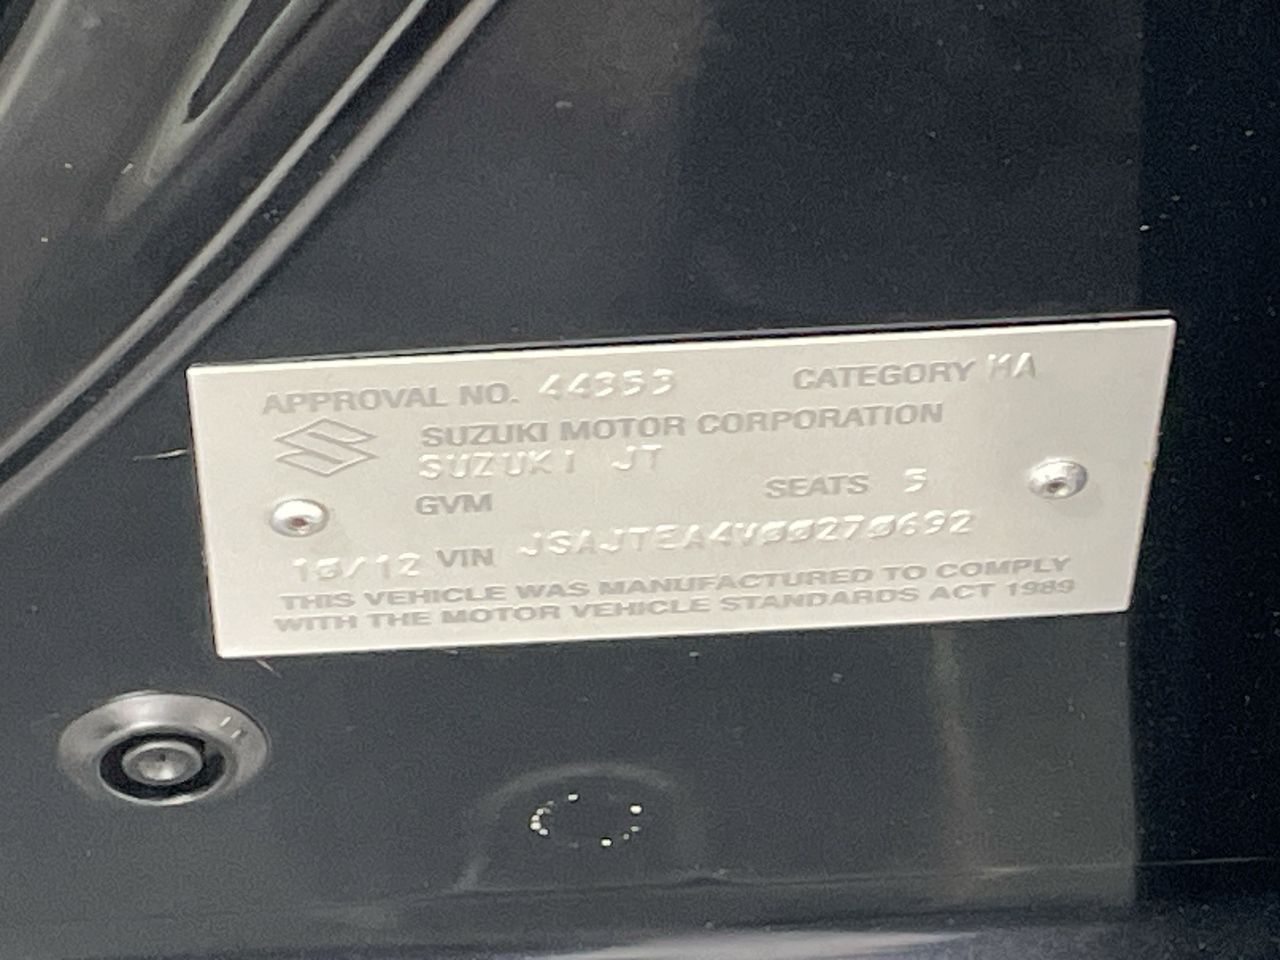 APPROVAL NO. 44353 CATEGORY MA
SUZUKI MOTOR CORPORATION
SUZUKI JT
GVM SEATS 5
10/12 VIN JSAJTEA4V00270692
THIS VEHICLE WAS MANUFACTURED TO COMPLY
WITH THE MOTOR VEHICLE STANDARDS ACT 1989